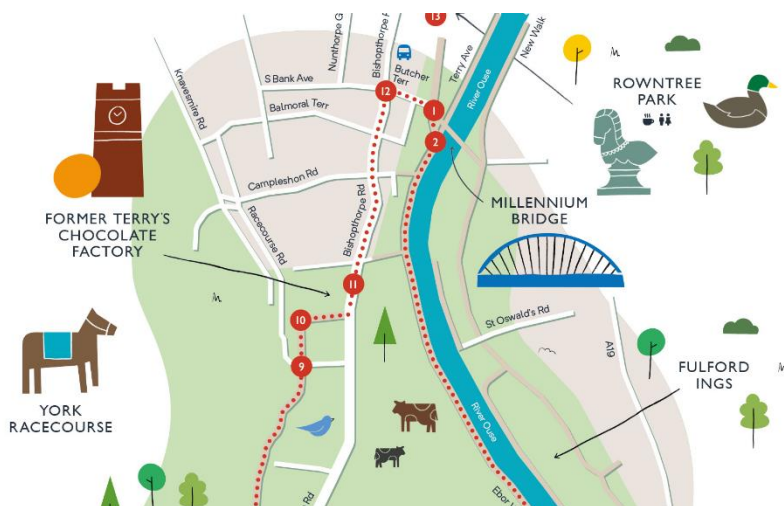 13
Nunthorpe G
Bishopthorpe R
Butcher
Terr
Terry Ave
New Walk
River Ouse
ROWNTREE
PARK
Knavesmire Rd
S Bank Ave
12
1
Balmoral Terr
2
Campleshon Rd
MILLENNIUM
BRIDGE
FORMER TERRY'S
CHOCOLATE
FACTORY
Racecourse Rd
Bishopthorpe Rd
11
10
St Oswald's Rd
A19
9
FULFORD
INGS
YORK
RACECOURSE
River Ouse
Rd